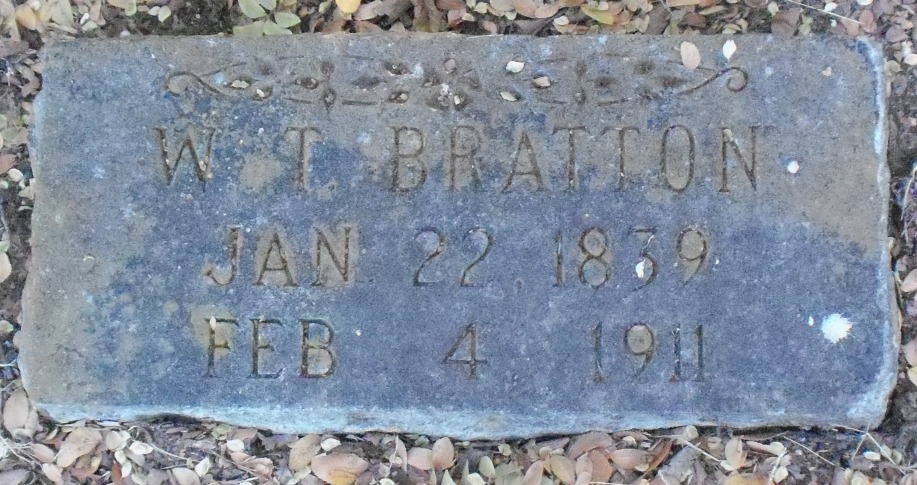 W. T. BRATTON
JAN 22, 1839
FEB 4 1911